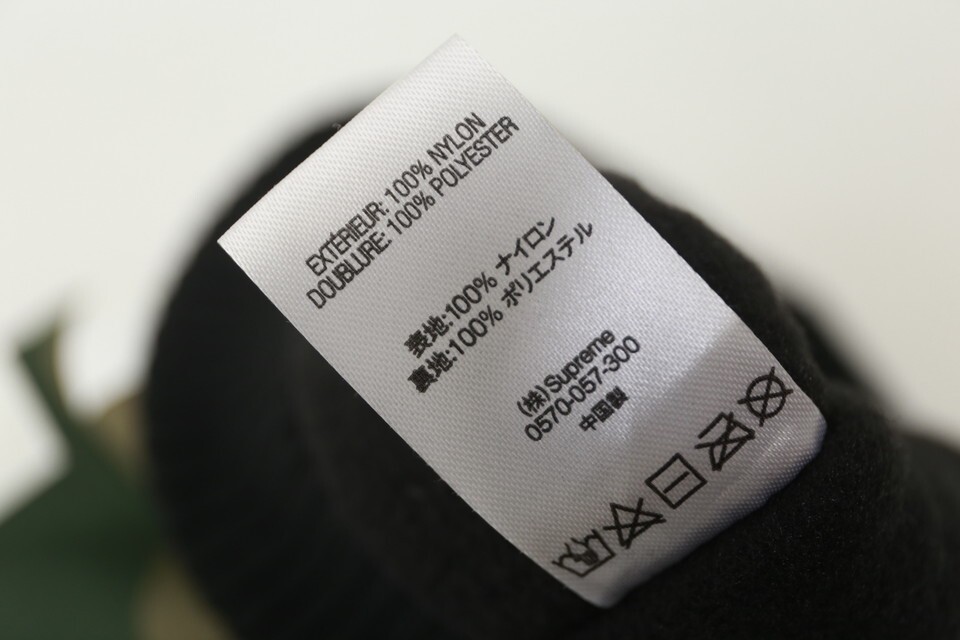 EXTÉRIEUR: 100% NYLON
DOUBLURE: 100% POLYESTER
表地:100% ナイロン
裏地:100% ポリエステル
(株)Supreme
0570-057-300
中国製